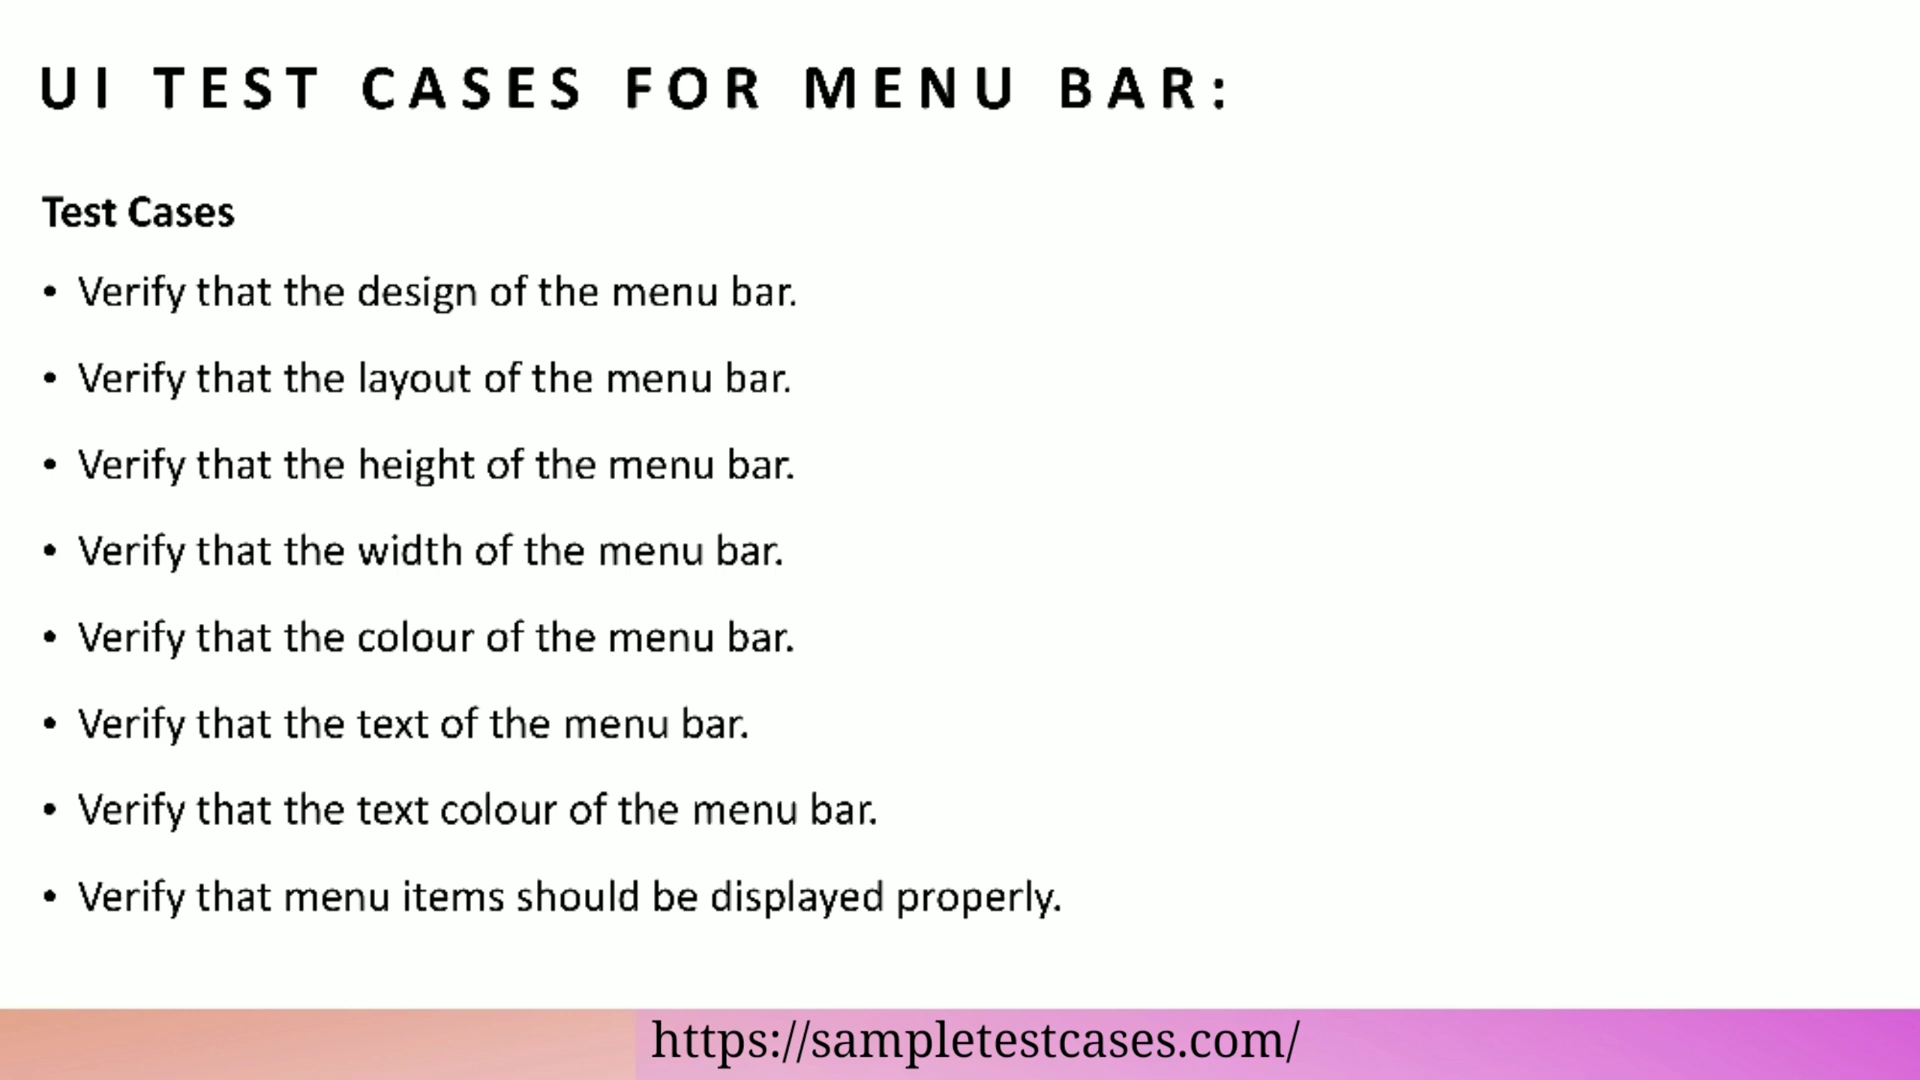 UI TEST CASES FOR MENU BAR:
Test Cases
• Verify that the design of the menu bar.
• Verify that the layout of the menu bar.
• Verify that the height of the menu bar.
• Verify that the width of the menu bar.
• Verify that the colour of the menu bar.
• Verify that the text of the menu bar.
• Verify that the text colour of the menu bar.
• Verify that menu items should be displayed properly.
https://sampletestcases.com/